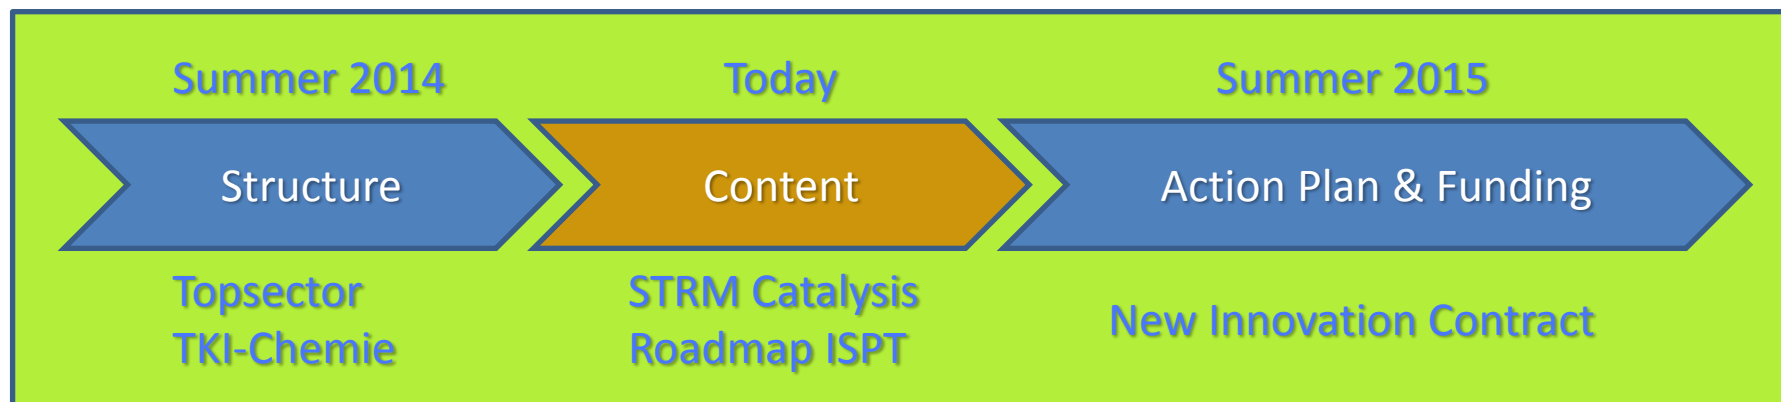 Summer 2014
Today
Summer 2015
Structure
Content
Action Plan & Funding
Topsector
TKI-Chemie
STRM Catalysis
Roadmap ISPT
New Innovation Contract